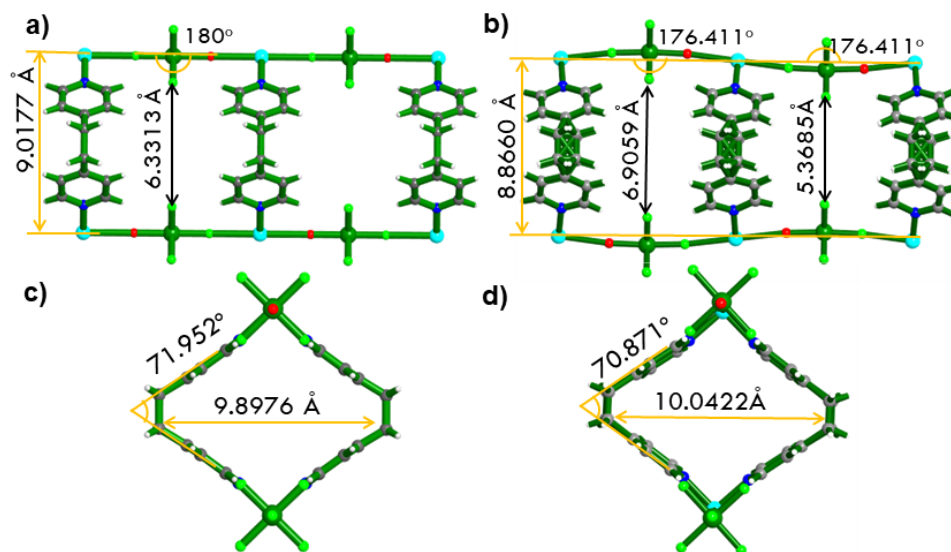 a)
180°
9.0177 Å
6.3313 Å
b)
176.411°
176.411°
8.8660 Å
6.9059 Å
5.3685Å
c)
71.952°
9.8976 Å
d)
70.871°
10.0422Å